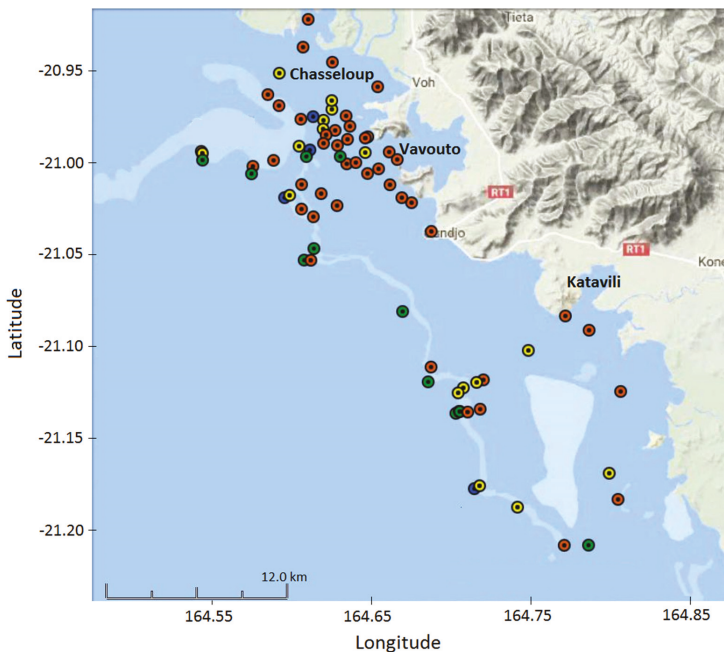 Tieta
-20.95
Chasseloup
Voh
Vavouto
-21.00
RT1
Latitude
-21.05
RT1
Kone
Katavili
-21.10
-21.15
-21.20
12.0 km
164.55
164.65
164.75
164.85
Longitude